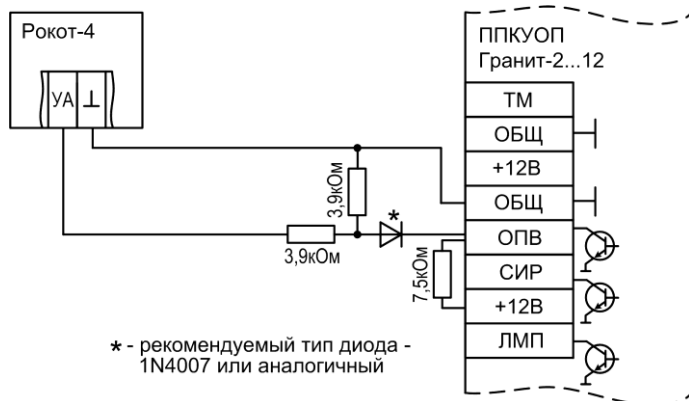 Рокот-4
УА
⊥
ППКУОП
Гранит-2...12
ТМ
ОБЩ
+12В
ОБЩ
ОПВ
СИР
+12В
ЛМП
3,9кОм
*
3,9кОм
7,5кОм
* - рекомендуемый тип диода -
1N4007 или аналогичный